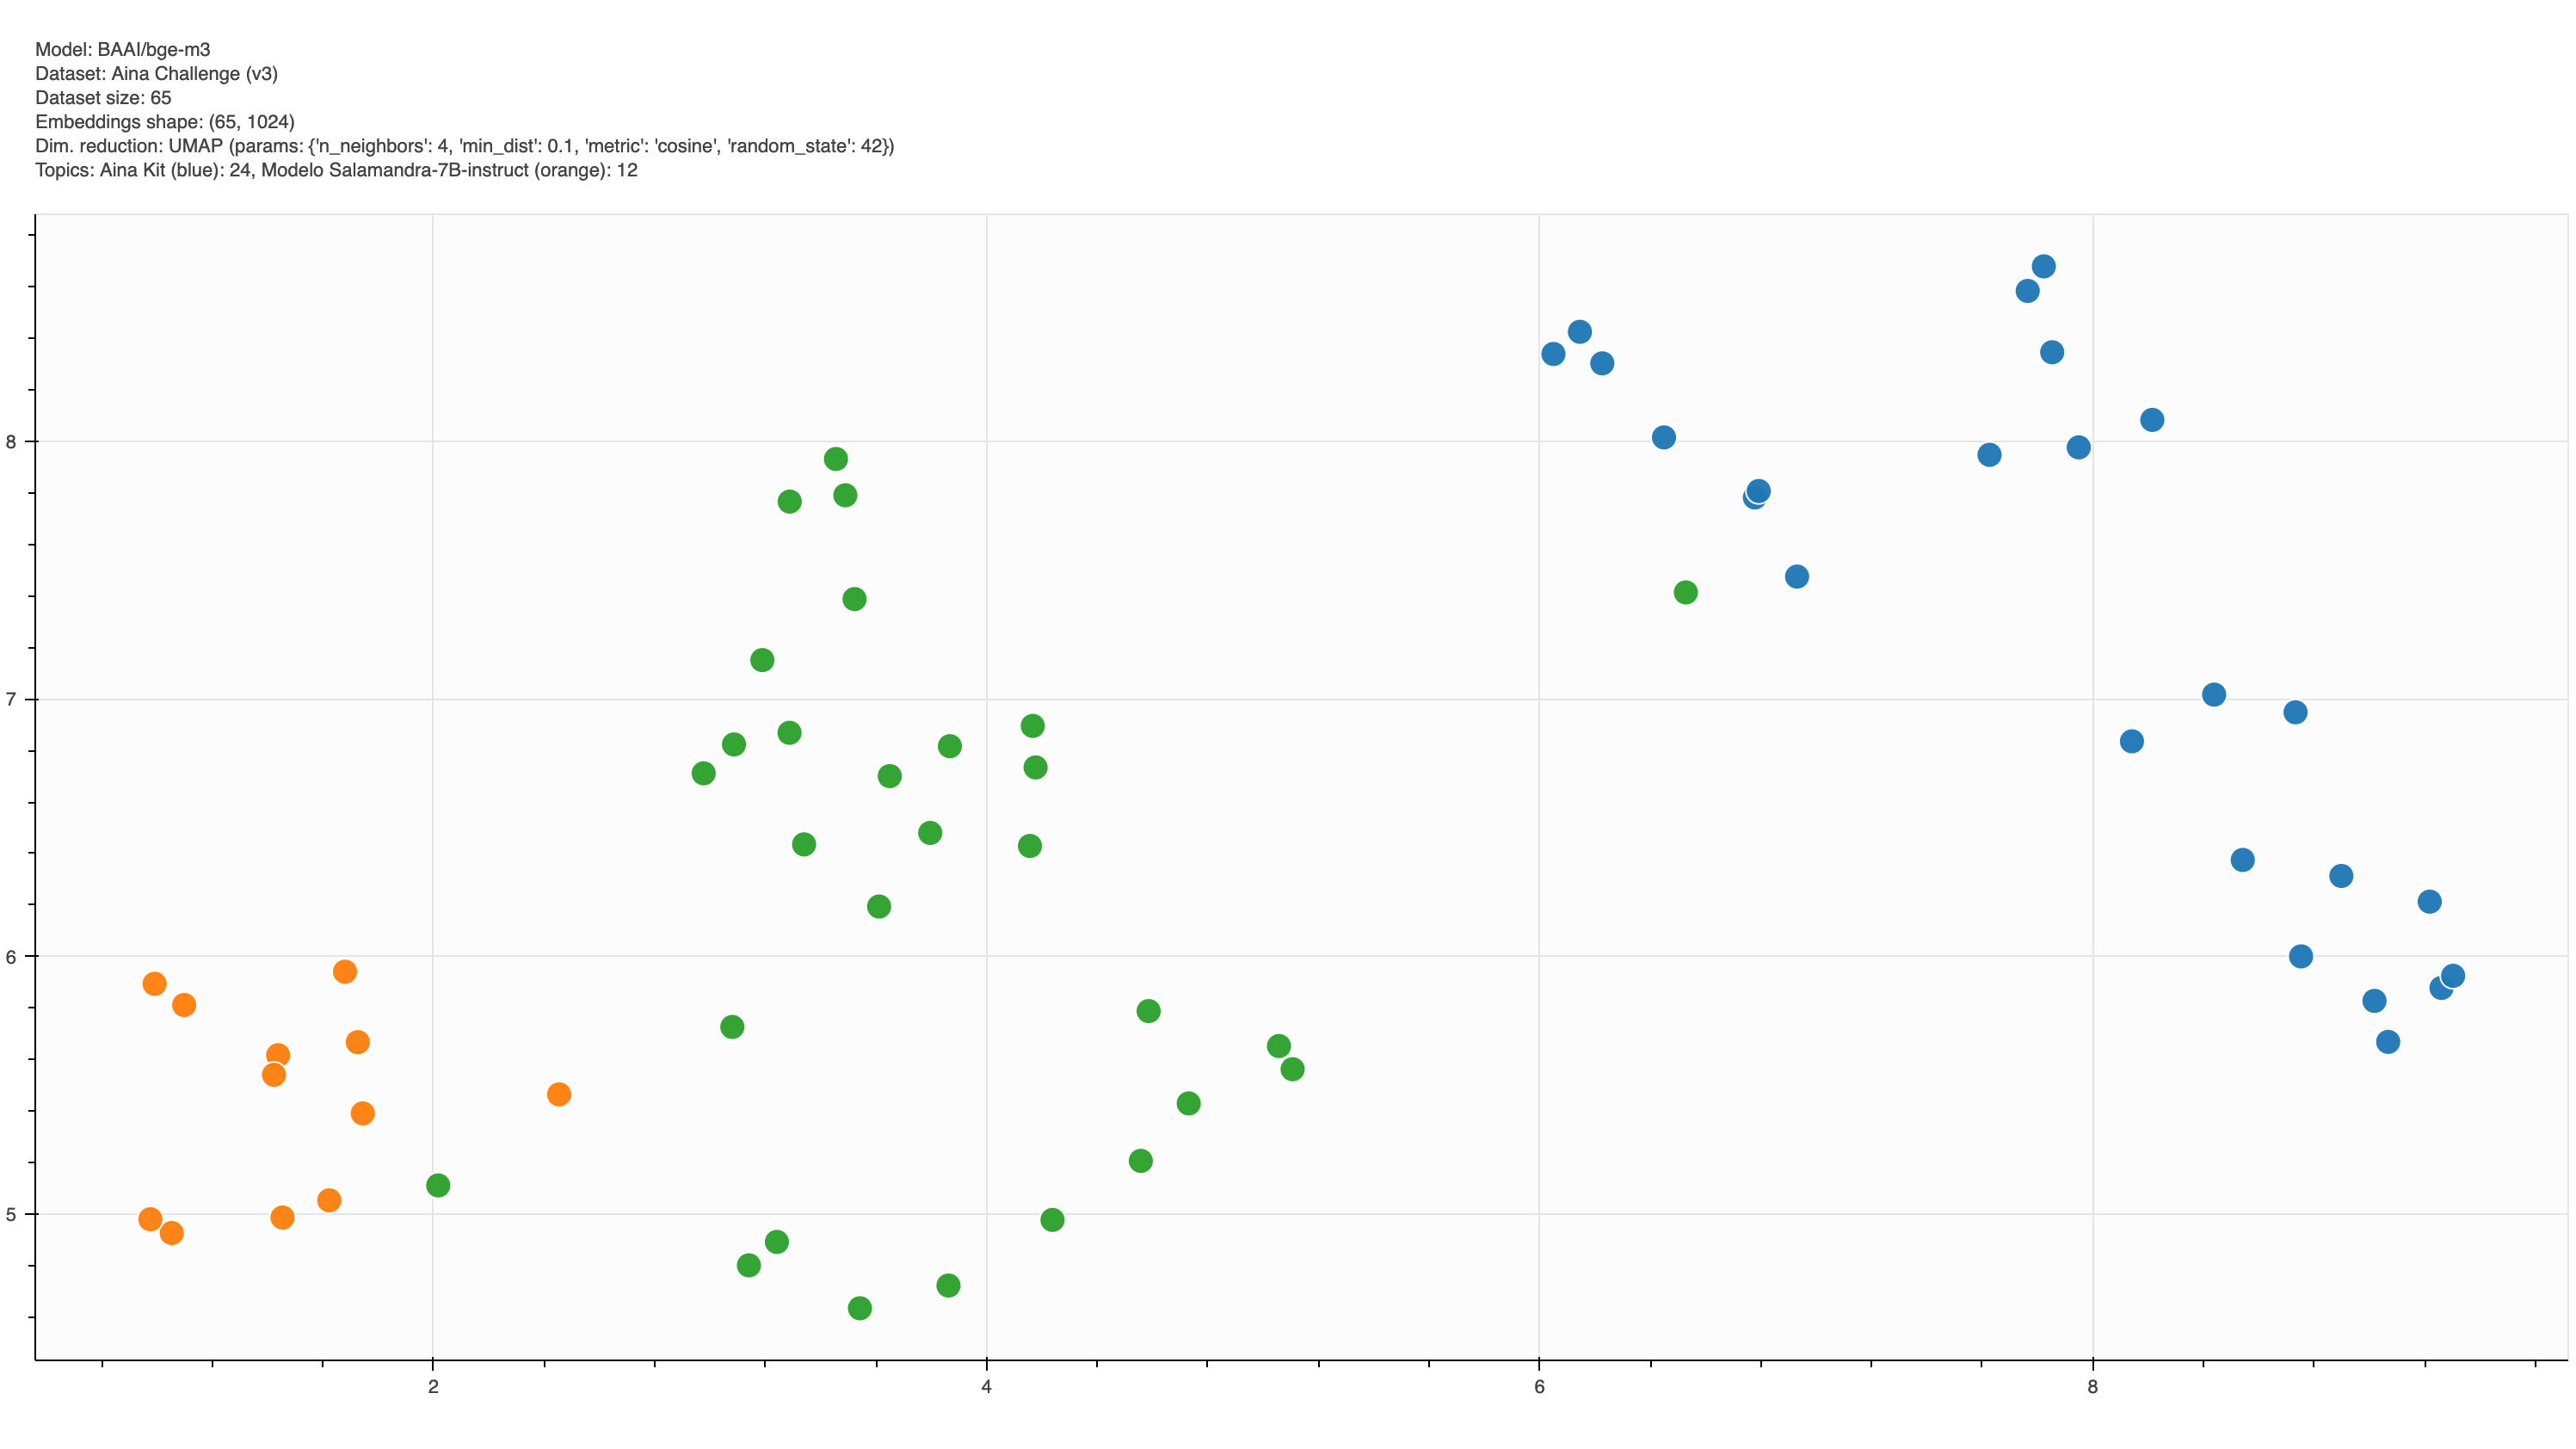 Model: BAAI/bge-m3
Dataset: Aina Challenge (v3)
Dataset size: 65
Embeddings shape: (65, 1024)
Dim. reduction: UMAP (params: {'n_neighbors': 4, 'min_dist': 0.1, 'metric': 'cosine', 'random_state': 42})
Topics: Aina Kit (blue): 24, Modelo Salamandra-7B-instruct (orange): 12
8
7
6
5
2 4 6 8